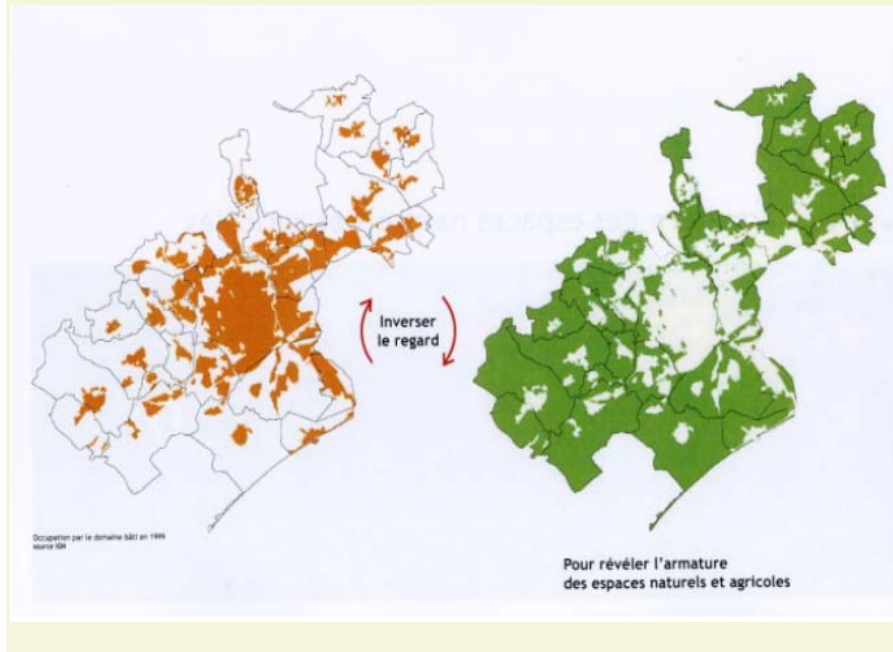 Inverser
le regard
Occupation par le domaine bâti en 1999
source IGN
Pour révéler l'armature
des espaces naturels et agricoles